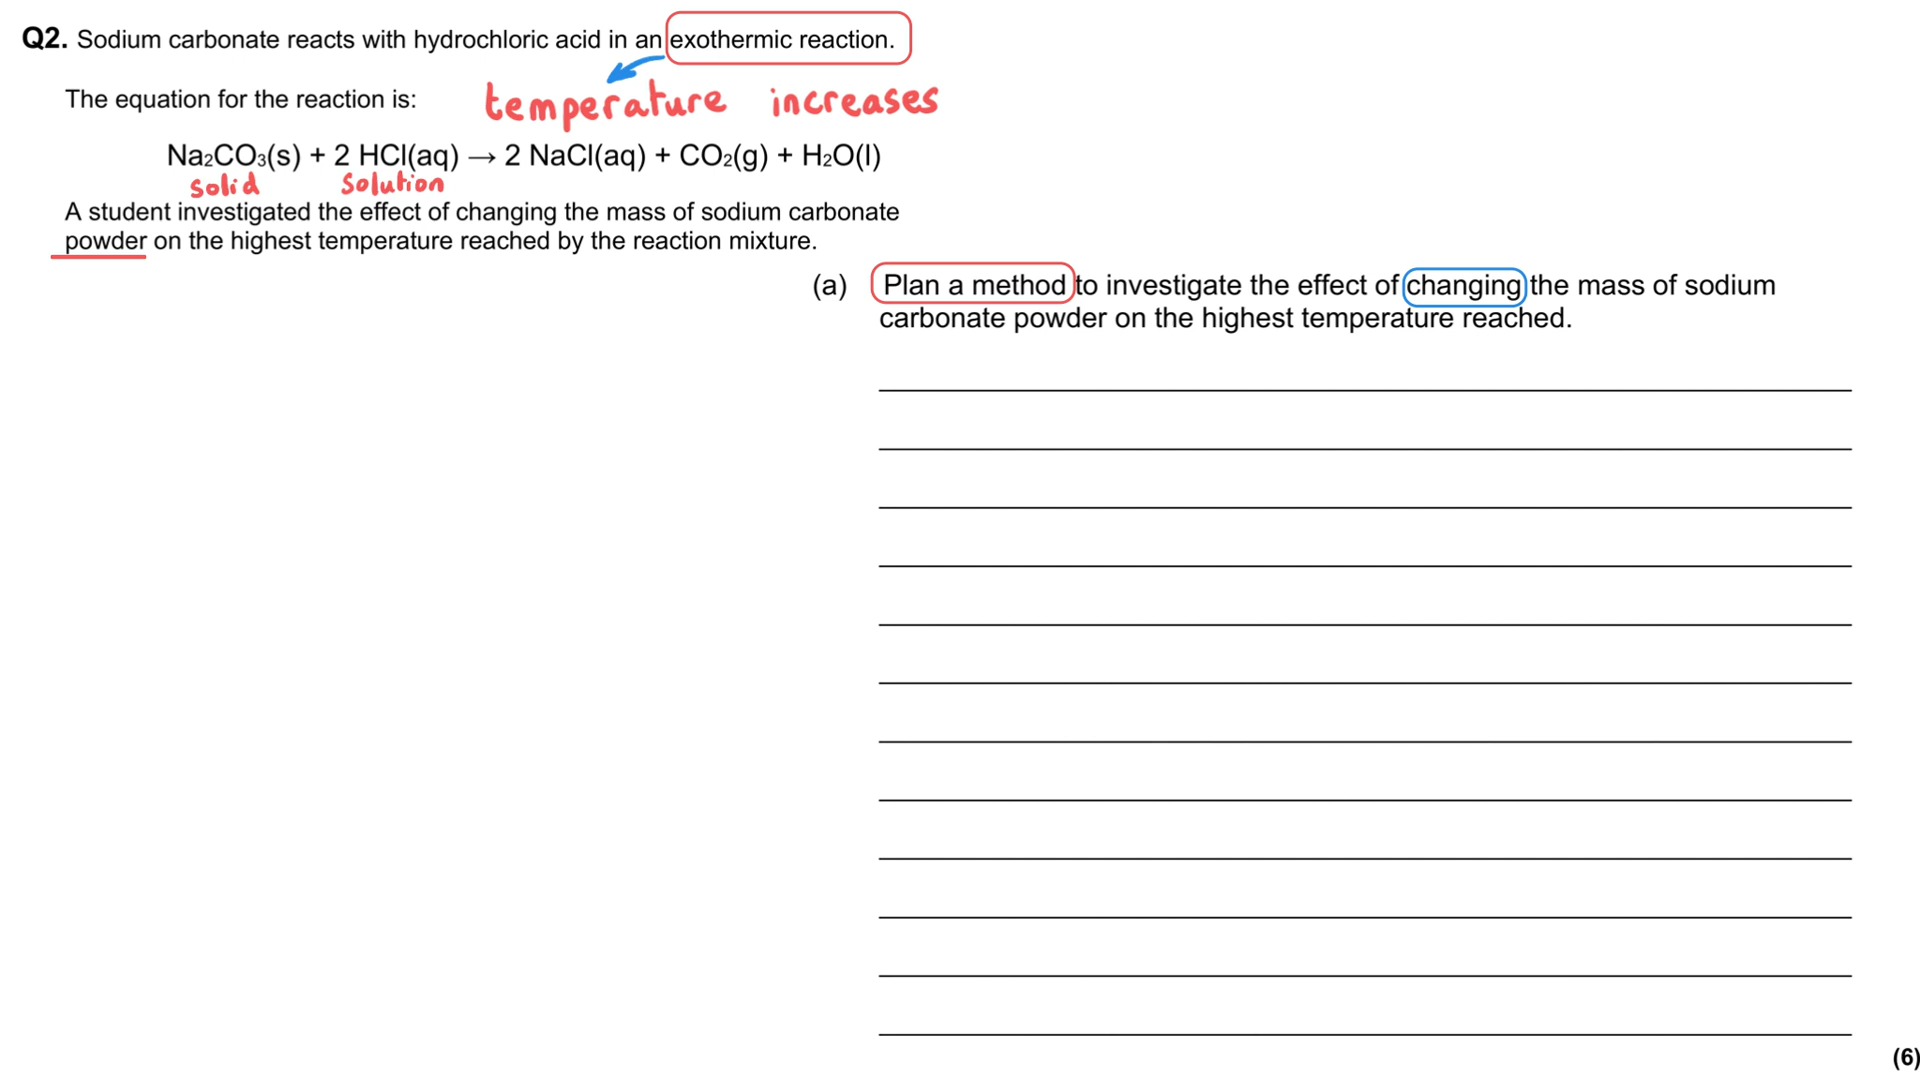 Q2. Sodium carbonate reacts with hydrochloric acid in an exothermic reaction.
The equation for the reaction is:
temperature increases
Na₂CO₃(s) + 2 HCl(aq) → 2 NaCl(aq) + CO₂(g) + H₂O(l)
solid solution
A student investigated the effect of changing the mass of sodium carbonate
powder on the highest temperature reached by the reaction mixture.
(a) Plan a method to investigate the effect of changing the mass of sodium
carbonate powder on the highest temperature reached.
(6)